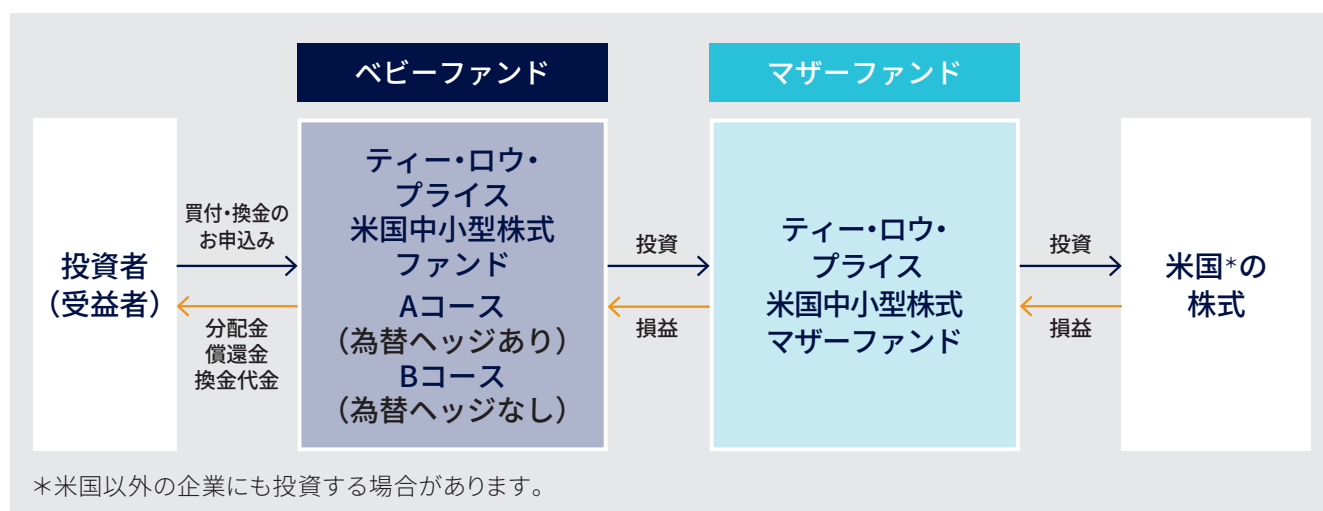 ベビーファンド
マザーファンド
投資者
（受益者）
買付・換金の
お申込み
分配金
償還金
換金代金
ティー・ロウ・
プライス
米国中小型株式
ファンド
Aコース
（為替ヘッジあり）
Bコース
（為替ヘッジなし）
投資
損益
ティー・ロウ・
プライス
米国中小型株式
マザーファンド
投資
損益
米国*の
株式
*米国以外の企業にも投資する場合があります。